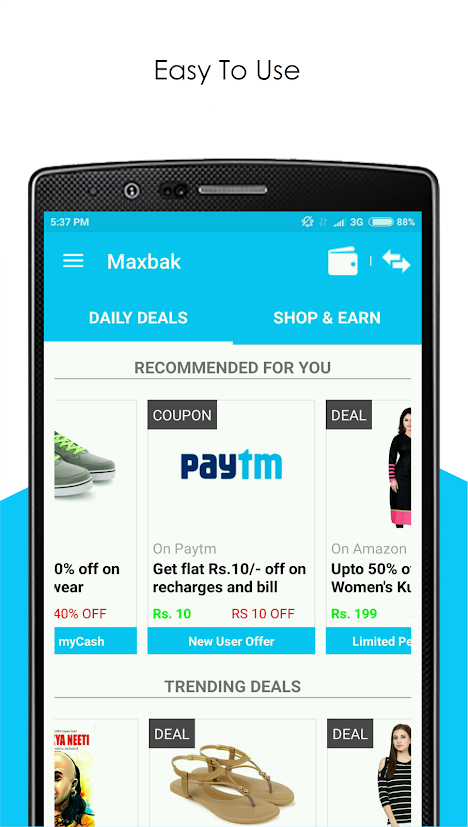 Easy To Use
5:37 PM
3G
88%
Maxbak
DAILY DEALS
SHOP & EARN
RECOMMENDED FOR YOU
0% off on
wear
40% OFF
myCash
COUPON
paytm
On Paytm
Get flat Rs.10/- off on
recharges and bill
Rs. 10
RS 10 OFF
New User Offer
DEAL
On Amazon
Upto 50% o
Women's Ku
Rs. 199
Limited Pe
TRENDING DEALS
YA NEETI
DEAL
DEAL